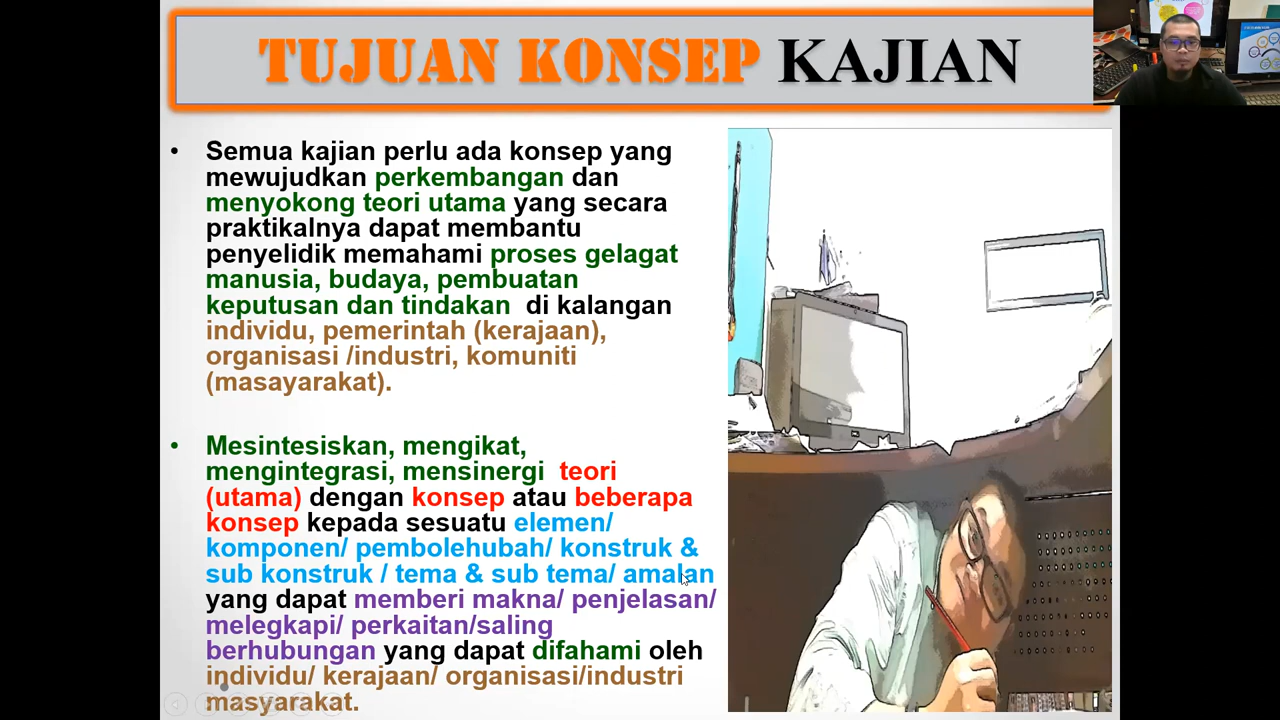 TUJUAN KONSEP KAJIAN
• Semua kajian perlu ada konsep yang
mewujudkan perkembangan dan
menyokong teori utama yang secara
praktikalnya dapat membantu
penyelidik memahami proses gelagat
manusia, budaya, pembuatan
keputusan dan tindakan di kalangan
individu, pemerintah (kerajaan),
organisasi /industri, komuniti
(masayarakat).
• Mesintesiskan, mengikat,
mengintegrasi, mensinergi teori
(utama) dengan konsep atau beberapa
konsep kepada sesuatu elemen/
komponen/ pembolehubah/ konstruk &
sub konstruk / tema & sub tema/ amalan
yang dapat memberi makna/ penjelasan/
melegkapi/ perkaitan/saling
berhubungan yang dapat difahami oleh
individu/ kerajaan/ organisasi/industri
masyarakat.